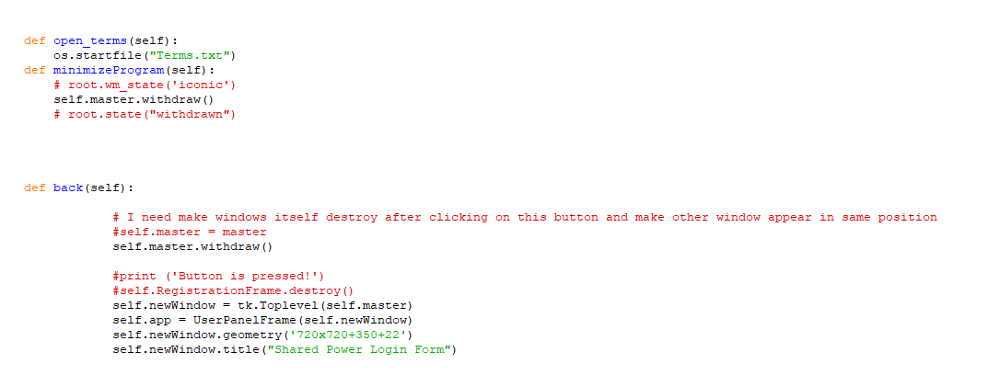 def open_terms(self):
    os.startfile("Terms.txt")
def minimizeProgram(self):
    # root.wm_state('iconic')
    self.master.withdraw()
    # root.state("withdrawn")
def back(self):
            # I need make windows itself destroy after clicking on this button and make other window appear in same position
            #self.master = master
            self.master.withdraw()
            #print ('Button is pressed!')
            #self.RegistrationFrame.destroy()
            self.newWindow = tk.Toplevel(self.master)
            self.app = UserPanelFrame(self.newWindow)
            self.newWindow.geometry('720x720+350+22')
            self.newWindow.title("Shared Power Login Form")